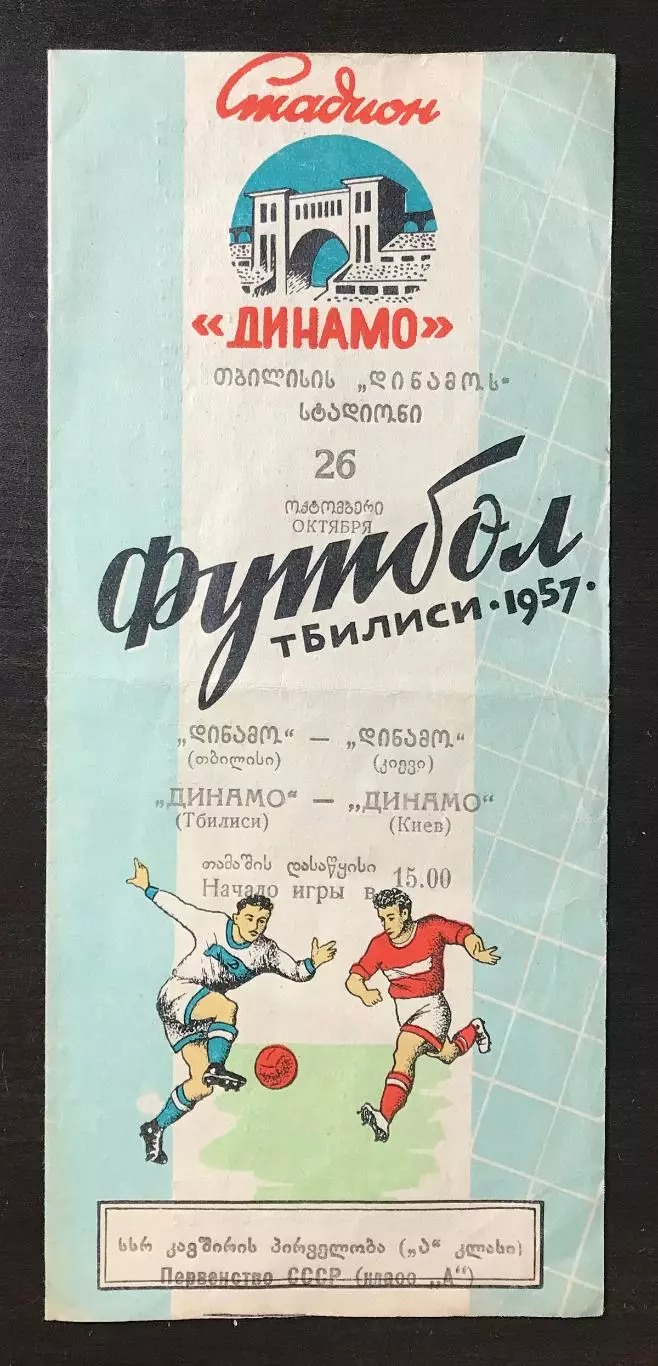 Стадион
«ДИНАМО»
თბილისის „დინამოს“
სტადიონი
26
ოქტომბერი
ОКТЯБРЯ
Футбол
ТБИЛИСИ · 1957 ·
„დინამო“ — „დინამო“
(თბილისი) (კიევი)
„ДИНАМО“ — „ДИНАМО“
(Тбилиси) (Киев)
თამაშის დასაწყისი
Начало игры в 15.00
სსრ კავშირის პირველობა („ა“ კლასი)
Первенство СССР (класс „А“)